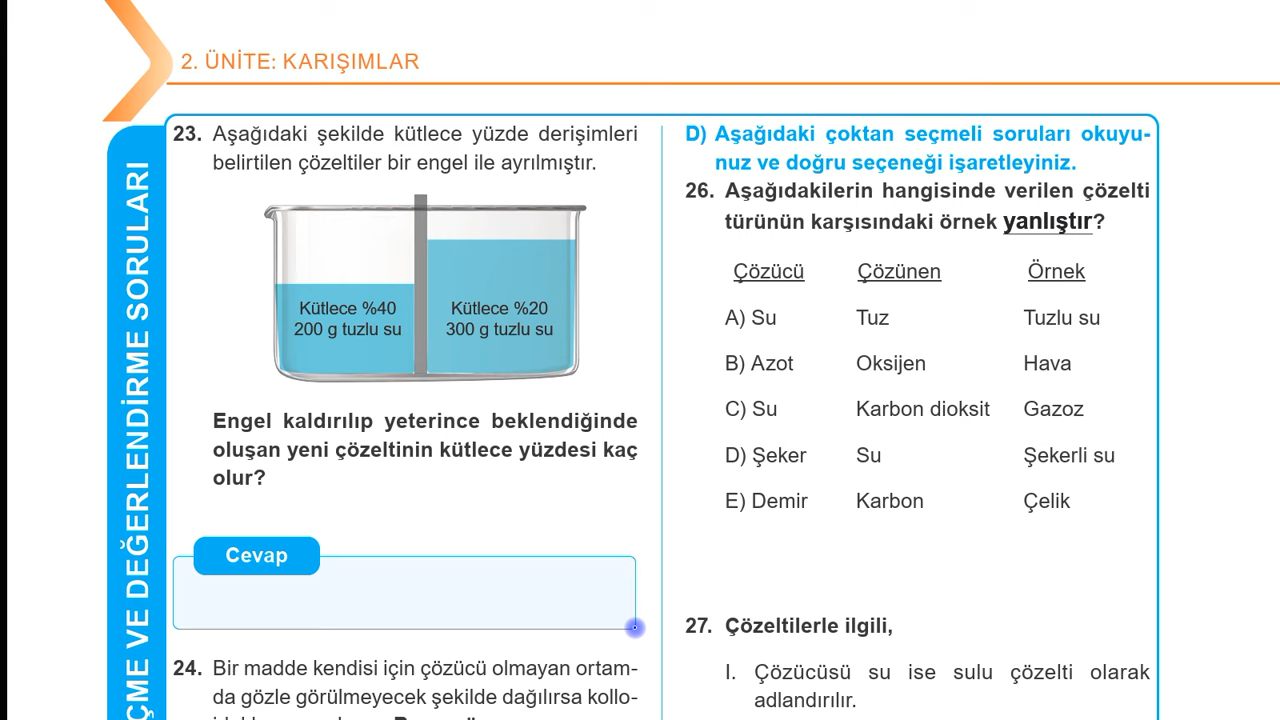 2. ÜNİTE: KARIŞIMLAR
ÇME VE DEĞERLENDİRME SORULARI
23. Aşağıdaki şekilde kütlece yüzde derişimleri
belirtilen çözeltiler bir engel ile ayrılmıştır.
Kütlece %40
200 g tuzlu su
Kütlece %20
300 g tuzlu su
Engel kaldırılıp yeterince beklendiğinde
oluşan yeni çözeltinin kütlece yüzdesi kaç
olur?
Cevap
24. Bir madde kendisi için çözücü olmayan ortam-
da gözle görülmeyecek şekilde dağılırsa kollo-
D) Aşağıdaki çoktan seçmeli soruları okuyu-
nuz ve doğru seçeneği işaretleyiniz.
26. Aşağıdakilerin hangisinde verilen çözelti
türünün karşısındaki örnek yanlıştır?
Çözücü Çözünen Örnek
A) Su Tuz Tuzlu su
B) Azot Oksijen Hava
C) Su Karbon dioksit Gazoz
D) Şeker Su Şekerli su
E) Demir Karbon Çelik
27. Çözeltilerle ilgili,
I. Çözücüsü su ise sulu çözelti olarak
adlandırılır.